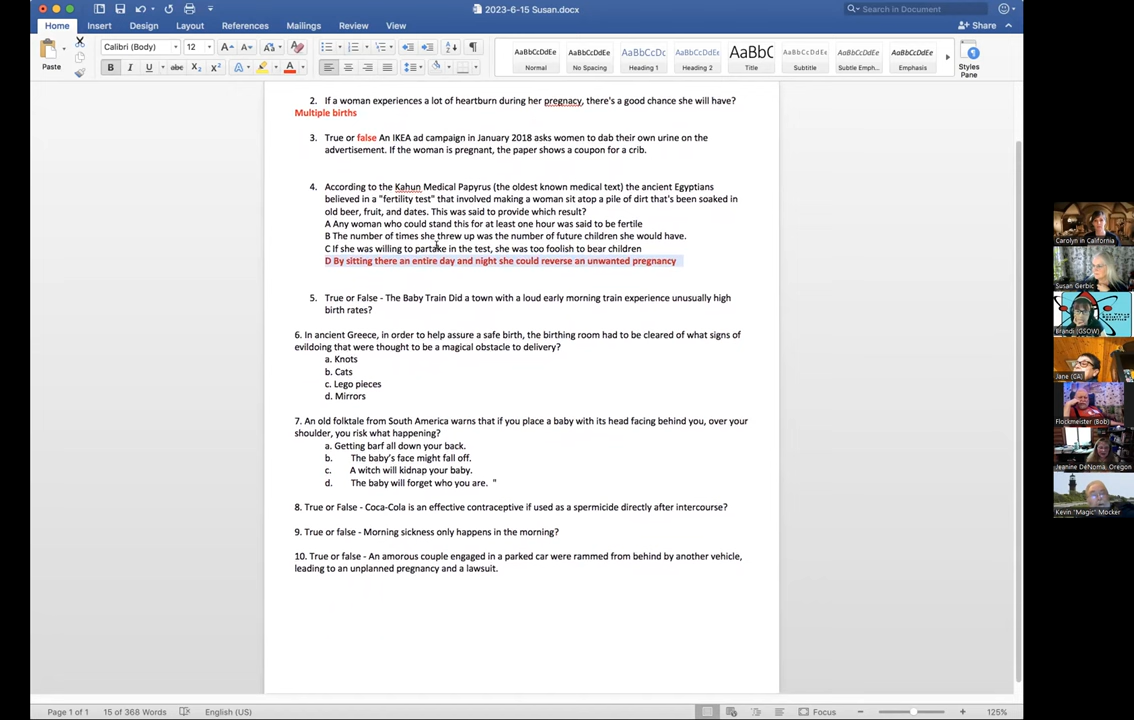 2023-6-15 Susan.docx
Search in Document
Home Insert Design Layout References Mailings Review View
Share
Paste
Calibri (Body) 12
AaBbCcDdEe AaBbCcDdEe AaBbCcDc AaBbCcDdEe AaBbC AaBbCcDdEe AaBbCcDdEe AaBbCcDdEe
Normal No Spacing Heading 1 Heading 2 Title Subtitle Subtle Emph... Emphasis
Styles
Pane
2. If a woman experiences a lot of heartburn during her pregnacy, there's a good chance she will have?
Multiple births
3. True or false An IKEA ad campaign in January 2018 asks women to dab their own urine on the
advertisement. If the woman is pregnant, the paper shows a coupon for a crib.
4. According to the Kahun Medical Papyrus (the oldest known medical text) the ancient Egyptians
believed in a "fertility test" that involved making a woman sit atop a pile of dirt that's been soaked in
old beer, fruit, and dates. This was said to provide which result?
A Any woman who could stand this for at least one hour was said to be fertile
B The number of times she threw up was the number of future children she would have.
C If she was willing to partake in the test, she was too foolish to bear children
D By sitting there an entire day and night she could reverse an unwanted pregnancy
5. True or False - The Baby Train Did a town with a loud early morning train experience unusually high
birth rates?
6. In ancient Greece, in order to help assure a safe birth, the birthing room had to be cleared of what signs of
evildoing that were thought to be a magical obstacle to delivery?
a. Knots
b. Cats
c. Lego pieces
d. Mirrors
7. An old folktale from South America warns that if you place a baby with its head facing behind you, over your
shoulder, you risk what happening?
a. Getting barf all down your back.
b. The baby's face might fall off.
c. A witch will kidnap your baby.
d. The baby will forget who you are. "
8. True or False - Coca-Cola is an effective contraceptive if used as a spermicide directly after intercourse?
9. True or false - Morning sickness only happens in the morning?
10. True or false - An amorous couple engaged in a parked car were rammed from behind by another vehicle,
leading to an unplanned pregnancy and a lawsuit.
Page 1 of 1 15 of 368 Words English (US) Focus 125%
Carolyn in California
Susan Gerbic
Brandi (GSOW)
Jane (CA)
Flockmeister (Bob)
Jeanine DeNoma, Oregon
Kevin "Magic" Mocker